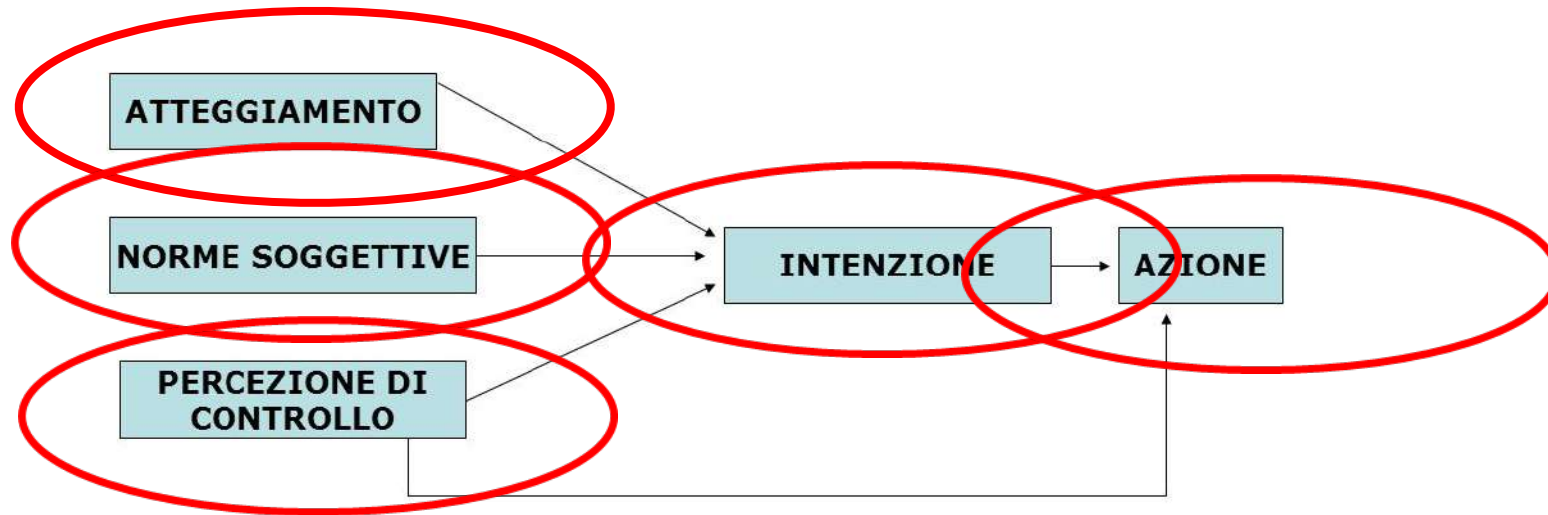 ATTEGGIAMENTO
NORME SOGGETTIVE
PERCEZIONE DI
CONTROLLO
INTENZIONE
AZIONE